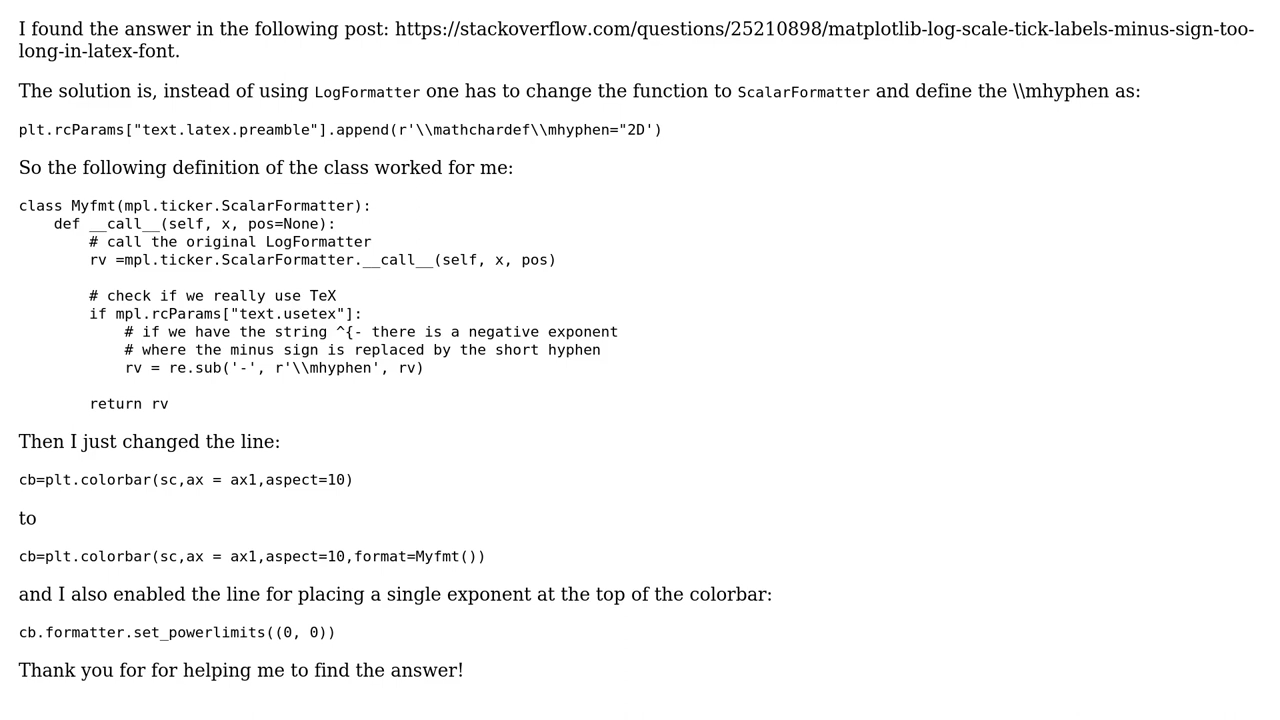 I found the answer in the following post: https://stackoverflow.com/questions/25210898/matplotlib-log-scale-tick-labels-minus-sign-too-
long-in-latex-font.
The solution is, instead of using LogFormatter one has to change the function to ScalarFormatter and define the \\mhyphen as:
plt.rcParams["text.latex.preamble"].append(r'\\mathchardef\\mhyphen="2D')
So the following definition of the class worked for me:
class Myfmt(mpl.ticker.ScalarFormatter):
    def __call__(self, x, pos=None):
        # call the original LogFormatter
        rv =mpl.ticker.ScalarFormatter.__call__(self, x, pos)
        # check if we really use TeX
        if mpl.rcParams["text.usetex"]:
            # if we have the string ^{- there is a negative exponent
            # where the minus sign is replaced by the short hyphen
            rv = re.sub('-', r'\\mhyphen', rv)
        return rv
Then I just changed the line:
cb=plt.colorbar(sc,ax = ax1,aspect=10)
to
cb=plt.colorbar(sc,ax = ax1,aspect=10,format=Myfmt())
and I also enabled the line for placing a single exponent at the top of the colorbar:
cb.formatter.set_powerlimits((0, 0))
Thank you for for helping me to find the answer!